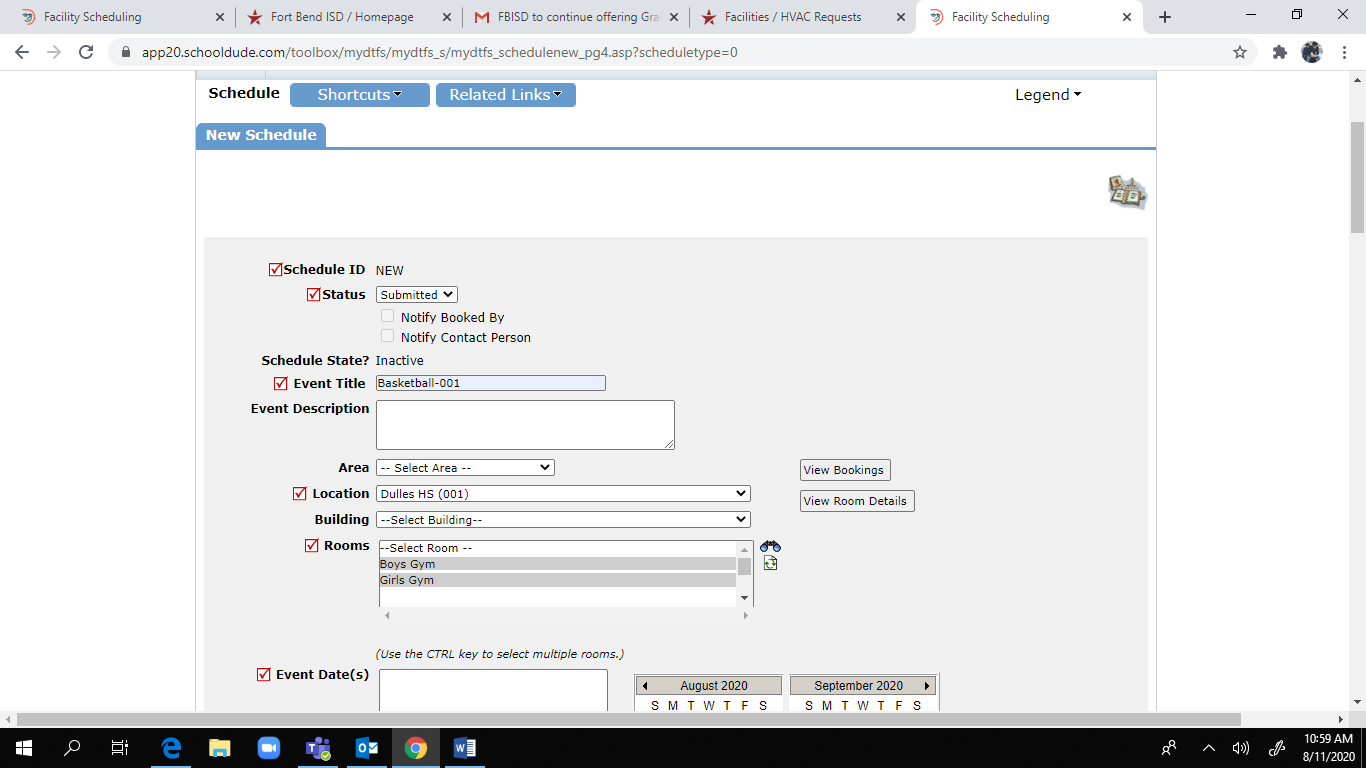 Facility Scheduling
Fort Bend ISD / Homepage
FBISD to continue offering Gra
Facilities / HVAC Requests
Facility Scheduling
app20.schooldude.com/toolbox/mydtfs/mydtfs_s/mydtfs_schedulenew_pg4.asp?scheduletype=0
Schedule Shortcuts Related Links Legend
New Schedule
Schedule ID NEW
Status Submitted
Notify Booked By
Notify Contact Person
Schedule State? Inactive
Event Title Basketball-001
Event Description
Area -- Select Area -- View Bookings
Location Dulles HS (001) View Room Details
Building --Select Building--
Rooms --Select Room --
Boys Gym
Girls Gym
(Use the CTRL key to select multiple rooms.)
Event Date(s) August 2020 September 2020
S M T W T F S S M T W T F S
10:59 AM
8/11/2020